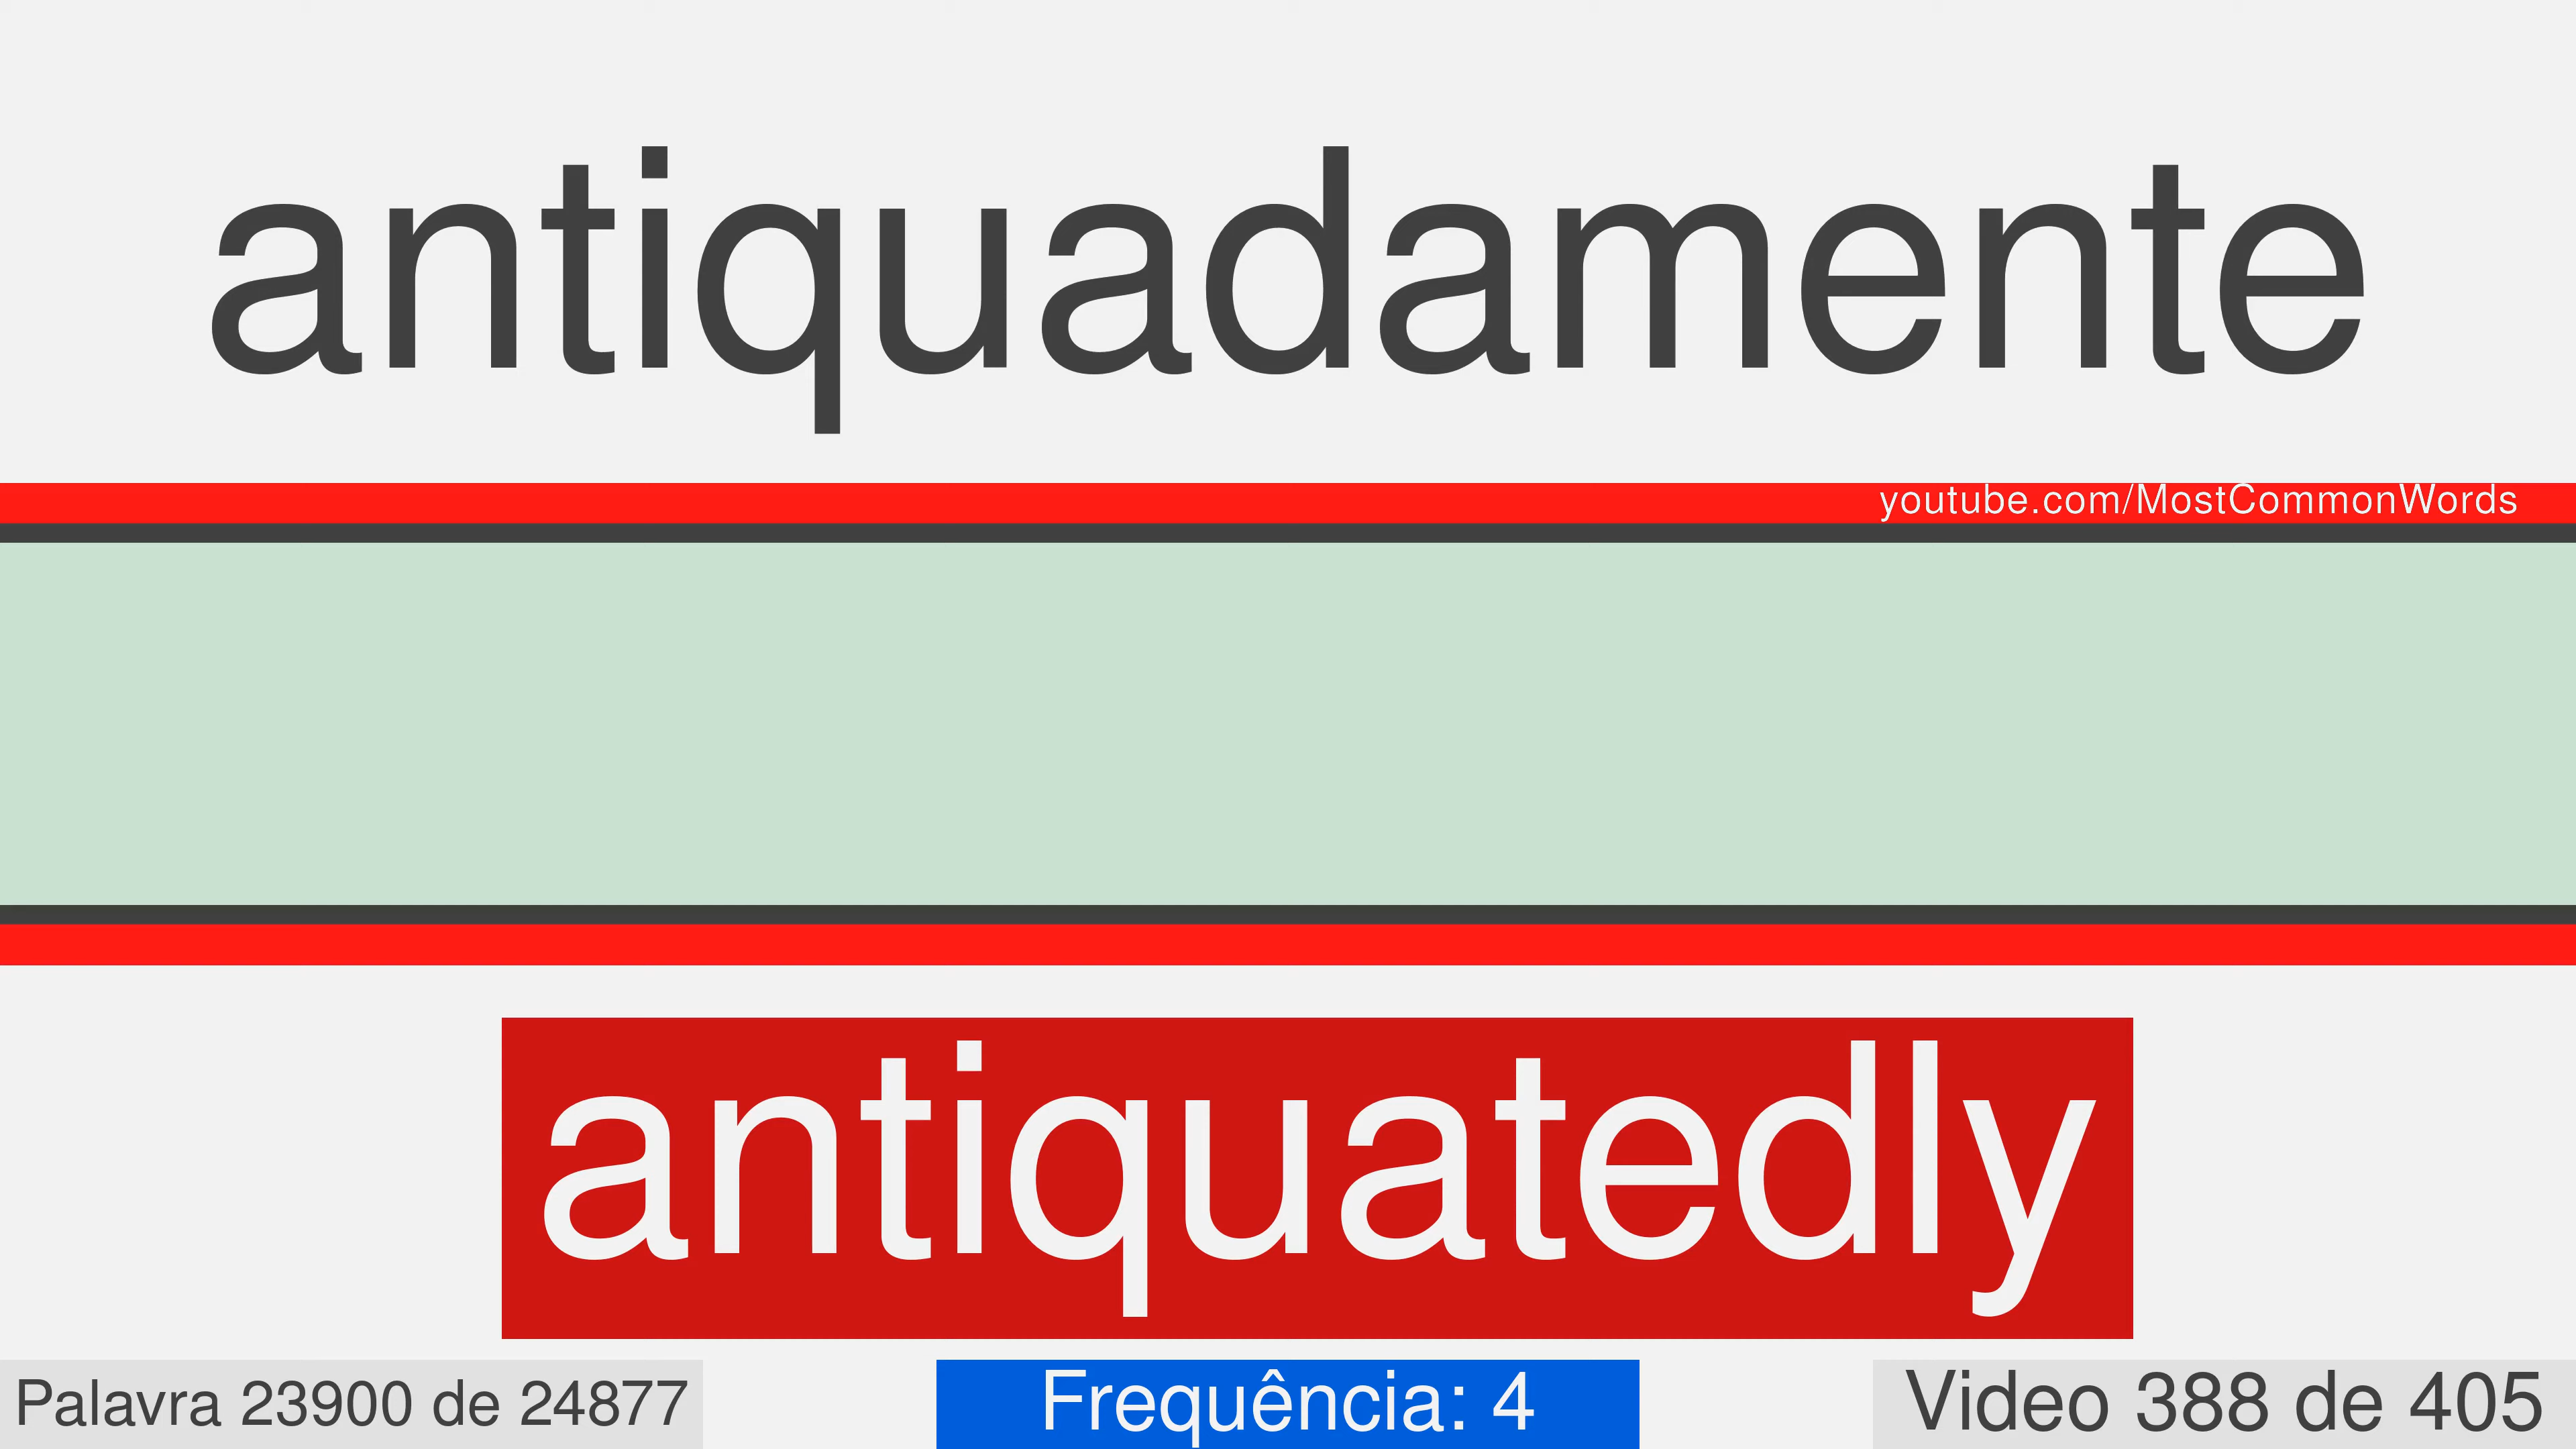 antiquadamente
youtube.com/MostCommonWords
antiquatedly
Palavra 23900 de 24877
Frequência: 4
Video 388 de 405